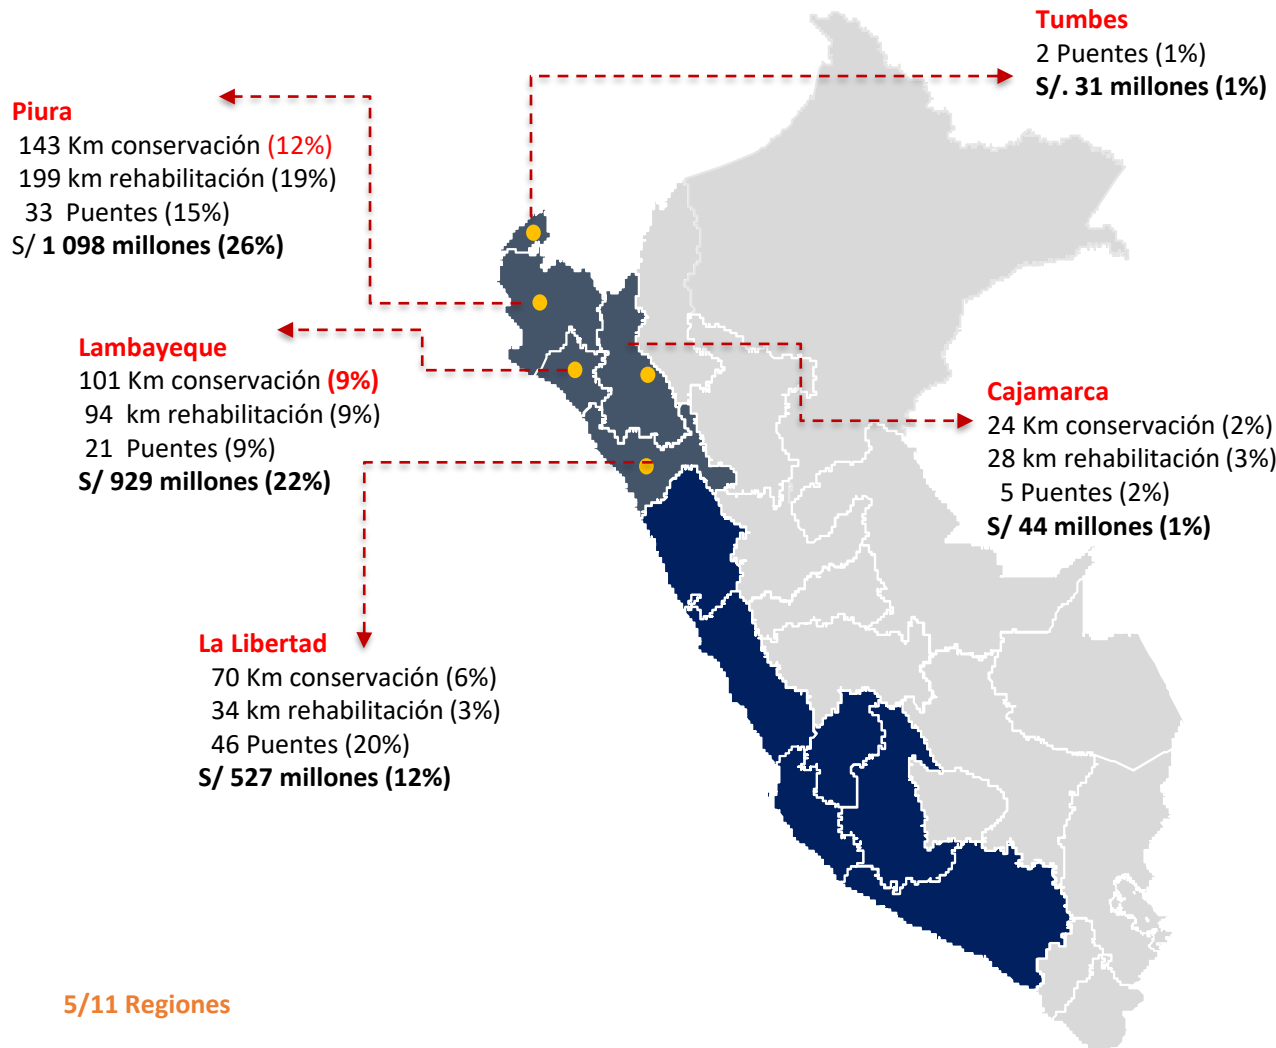 Tumbes
2 Puentes (1%)
S/. 31 millones (1%)
Piura
143 Km conservación (12%)
199 km rehabilitación (19%)
33 Puentes (15%)
S/ 1 098 millones (26%)
Lambayeque
101 Km conservación (9%)
94 km rehabilitación (9%)
21 Puentes (9%)
S/ 929 millones (22%)
Cajamarca
24 Km conservación (2%)
28 km rehabilitación (3%)
5 Puentes (2%)
S/ 44 millones (1%)
La Libertad
70 Km conservación (6%)
34 km rehabilitación (3%)
46 Puentes (20%)
S/ 527 millones (12%)
5/11 Regiones